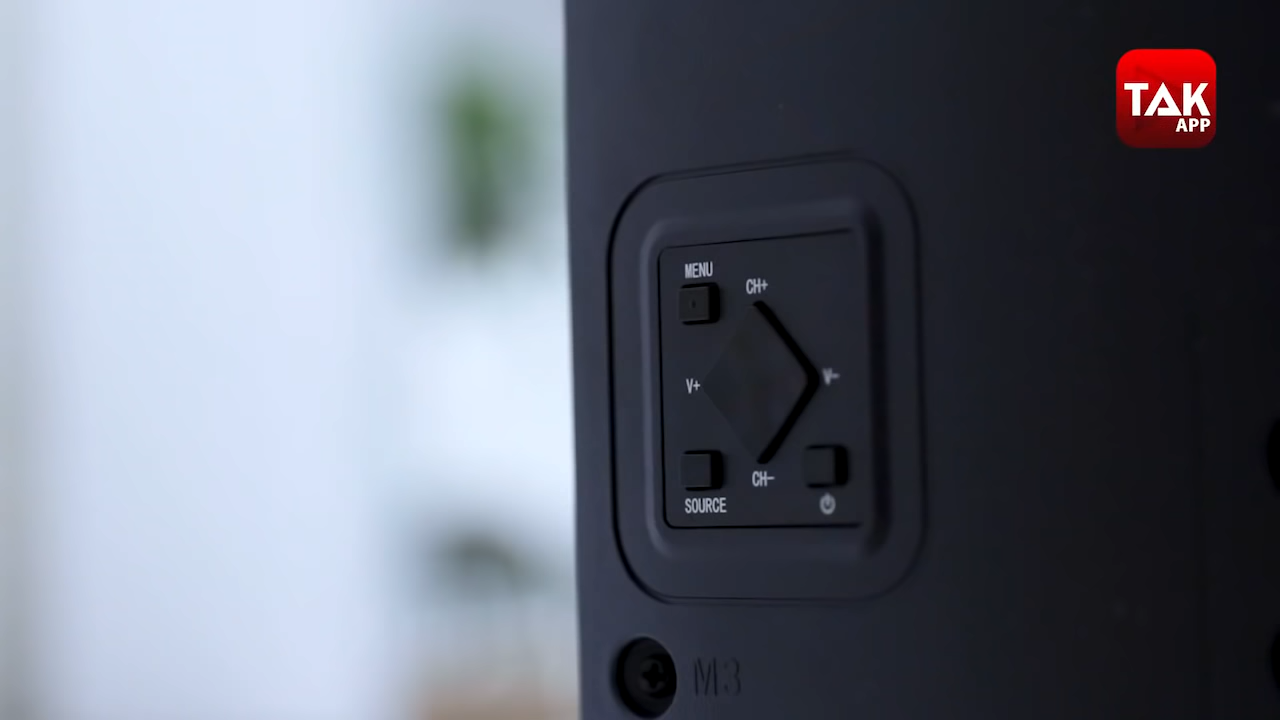 TAK
APP
MENU
CH+
V+
V-
CH-
SOURCE
M3